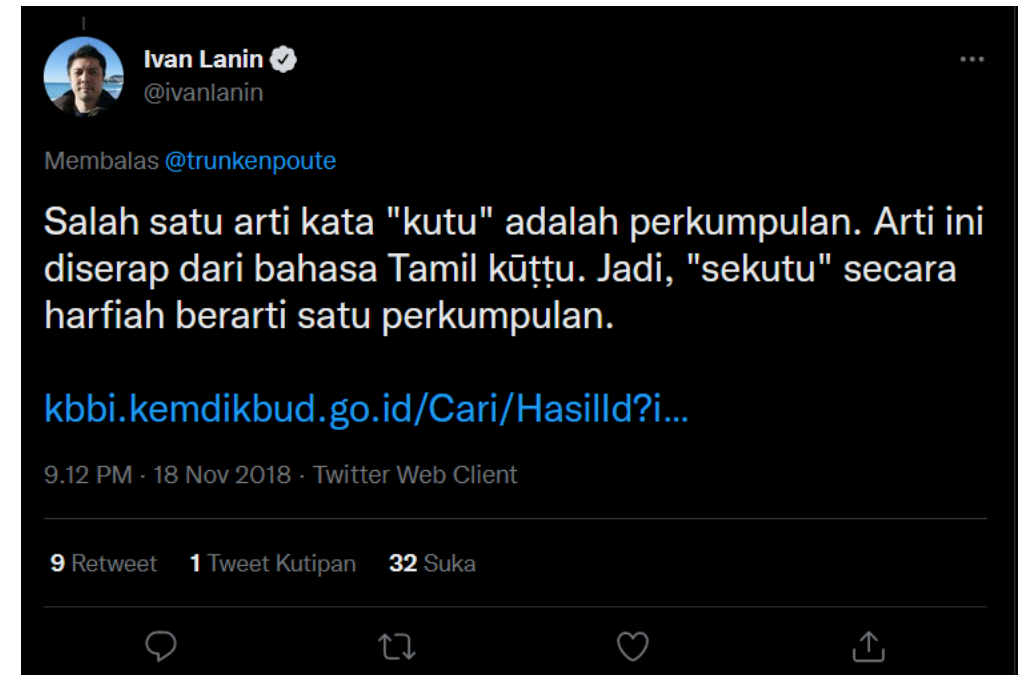 Ivan Lanin
@ivanlanin
Membalas @trunkenpoute
Salah satu arti kata "kutu" adalah perkumpulan. Arti ini
diserap dari bahasa Tamil kūṭṭu. Jadi, "sekutu" secara
harfiah berarti satu perkumpulan.
kbbi.kemdikbud.go.id/Cari/HasilId?i...
9.12 PM · 18 Nov 2018 · Twitter Web Client
9 Retweet 1 Tweet Kutipan 32 Suka